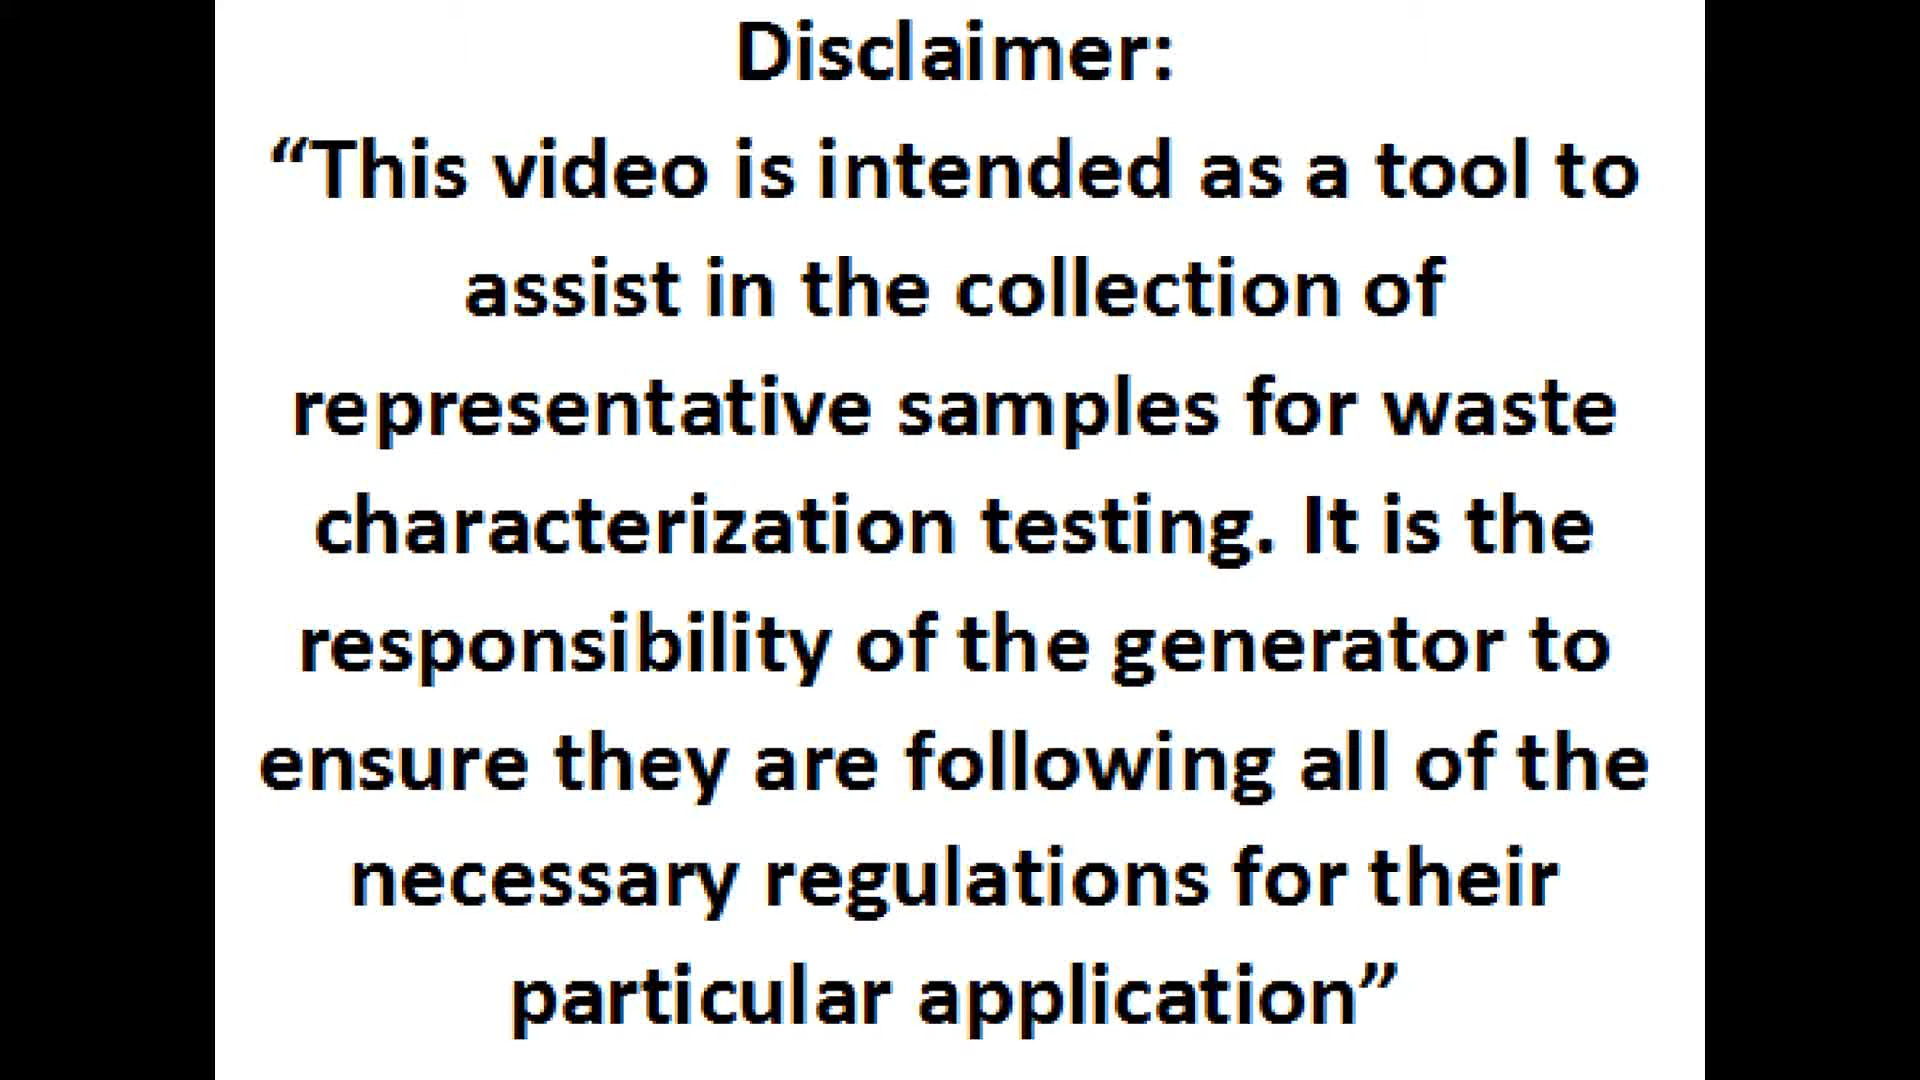 Disclaimer:
“This video is intended as a tool to
assist in the collection of
representative samples for waste
characterization testing. It is the
responsibility of the generator to
ensure they are following all of the
necessary regulations for their
particular application”